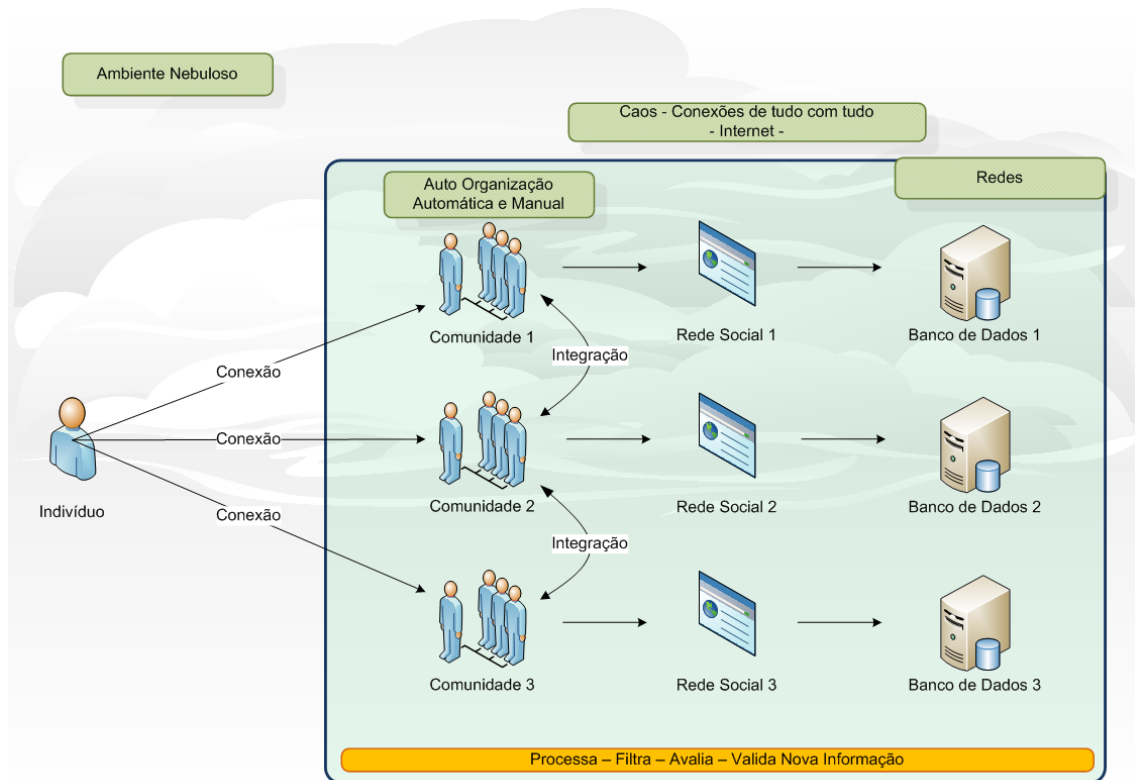 Ambiente Nebuloso
Caos - Conexões de tudo com tudo
- Internet -
Auto Organização
Automática e Manual
Redes
Comunidade 1
Rede Social 1
Banco de Dados 1
Integração
Conexão
Conexão
Comunidade 2
Rede Social 2
Banco de Dados 2
Indivíduo
Conexão
Integração
Comunidade 3
Rede Social 3
Banco de Dados 3
Processa – Filtra – Avalia – Valida Nova Informação